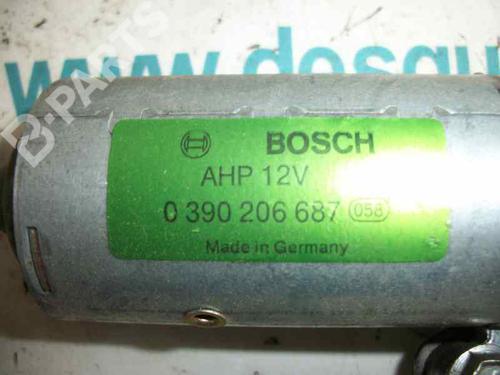 www.desgu
B-PARTS
BOSCH
AHP 12V
0 390 206 687 058
Made in Germany